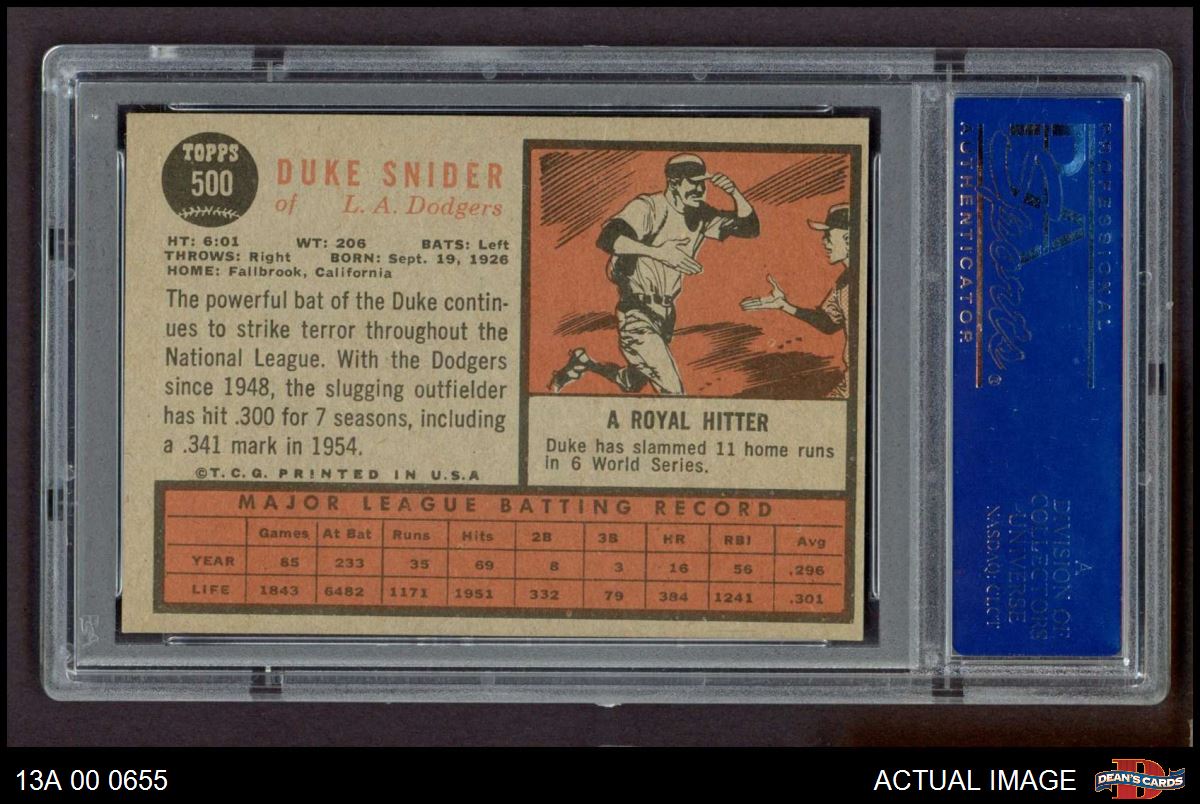 TOPPS
500
DUKE SNIDER
of L. A. Dodgers
HT: 6:01 WT: 206 BATS: Left
THROWS: Right BORN: Sept. 19, 1926
HOME: Fallbrook, California
The powerful bat of the Duke contin-
ues to strike terror throughout the
National League. With the Dodgers
since 1948, the slugging outfielder
has hit .300 for 7 seasons, including
a .341 mark in 1954.
©T.C.G. PRINTED IN U.S.A
A ROYAL HITTER
Duke has slammed 11 home runs
in 6 World Series.
MAJOR LEAGUE BATTING RECORD
Games At Bat Runs Hits 2B 3B HR RBI Avg
YEAR 85 233 35 69 8 3 16 56 .296
LIFE 1843 6482 1171 1951 332 79 384 1241 .301
PROFESSIONAL
PSA
Sports
®
AUTHENTICATOR
A
DIVISION OF
COLLECTORS
UNIVERSE
NASDAQ: CLCT
13A 00 0655
ACTUAL IMAGE
DEAN'S CARDS